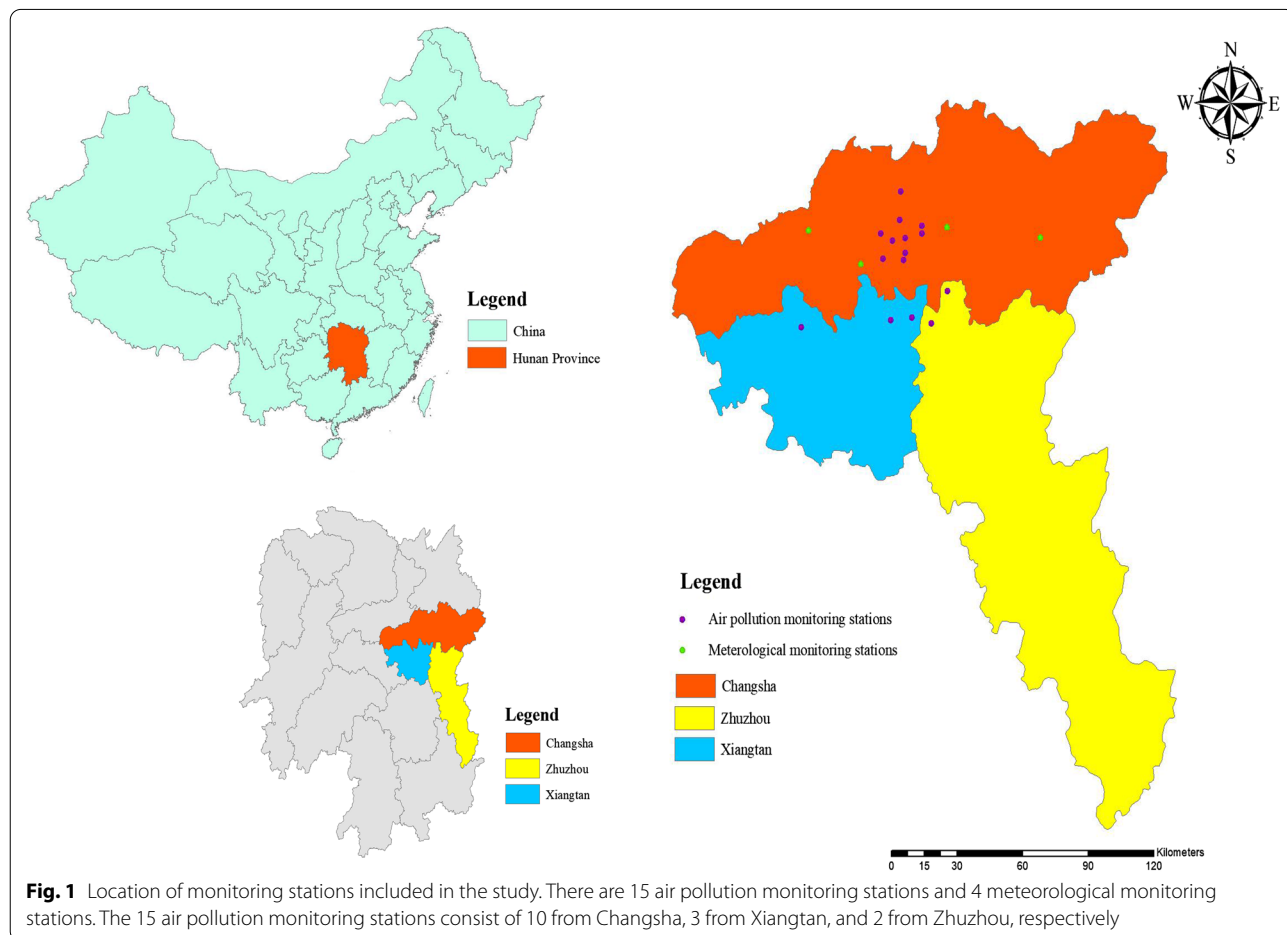 N
W E
S
Legend
China
Hunan Province
Legend
Changsha
Zhuzhou
Xiangtan
Legend
Air pollution monitoring stations
Meterological monitoring stations
Changsha
Zhuzhou
Xiangtan
Kilometers
0 15 30 60 90 120
Fig. 1 Location of monitoring stations included in the study. There are 15 air pollution monitoring stations and 4 meteorological monitoring
stations. The 15 air pollution monitoring stations consist of 10 from Changsha, 3 from Xiangtan, and 2 from Zhuzhou, respectively